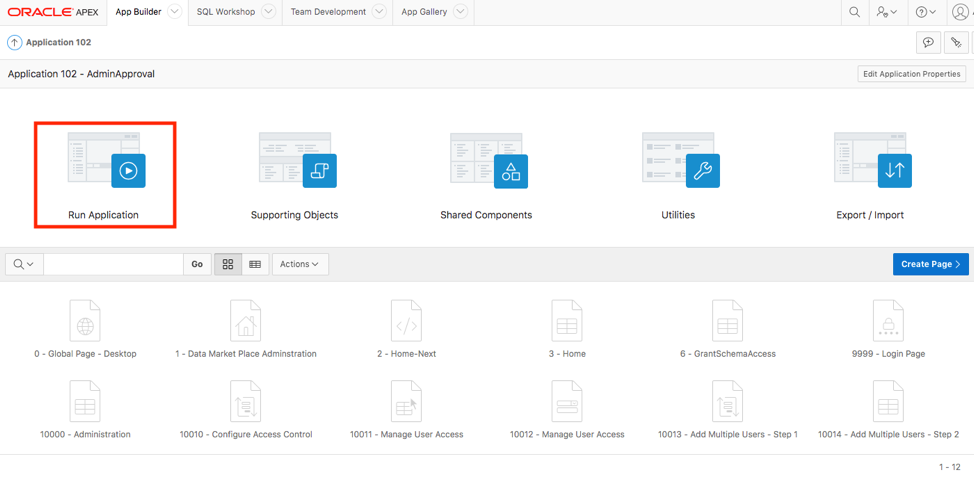 ORACLE APEX App Builder SQL Workshop Team Development App Gallery
Application 102
Application 102 - AdminApproval Edit Application Properties
Run Application Supporting Objects Shared Components Utilities Export / Import
Go Actions Create Page
0 - Global Page - Desktop 1 - Data Market Place Adminstration 2 - Home-Next 3 - Home 6 - GrantSchemaAccess 9999 - Login Page
10000 - Administration 10010 - Configure Access Control 10011 - Manage User Access 10012 - Manage User Access 10013 - Add Multiple Users - Step 1 10014 - Add Multiple Users - Step 2
1 - 12